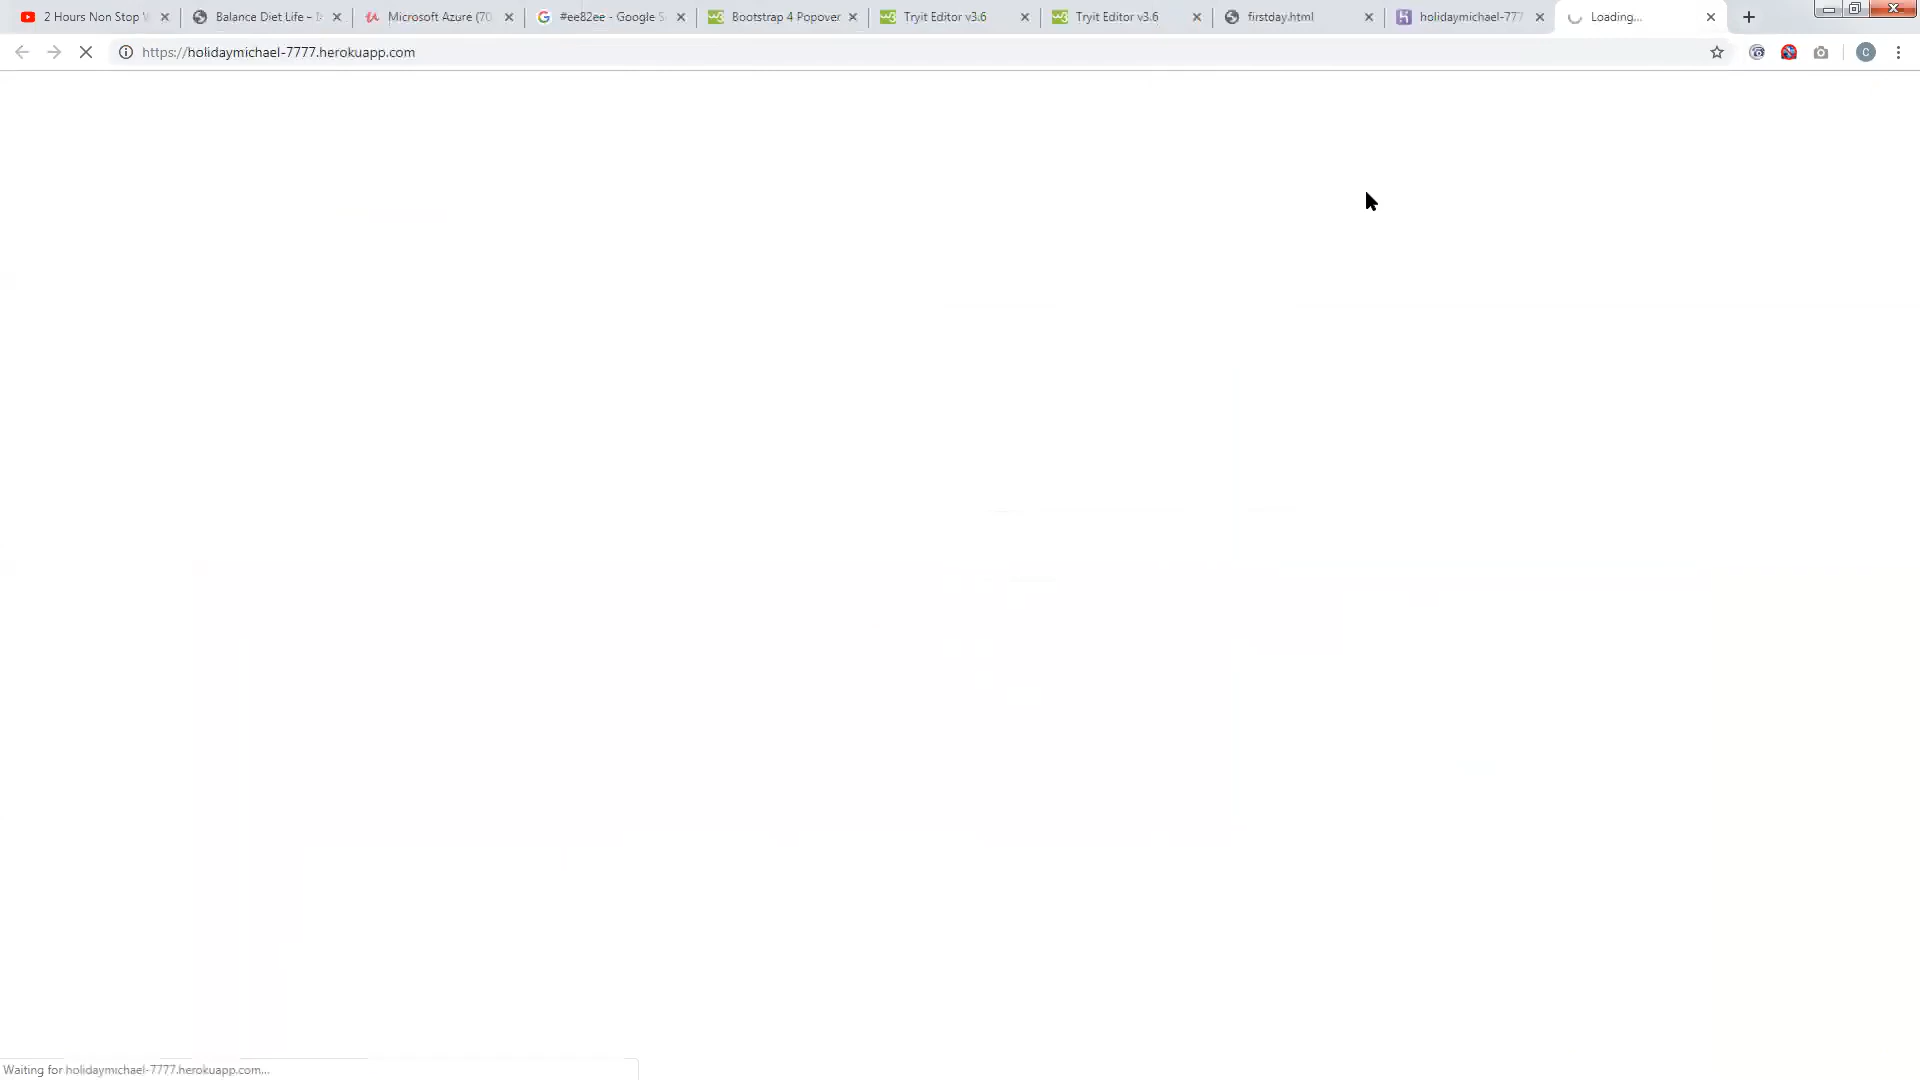 2 Hours Non Stop
Balance Diet Life –
Microsoft Azure (70
#ee82ee - Google S
Bootstrap 4 Popover
Tryit Editor v3.6
Tryit Editor v3.6
firstday.html
holidaymichael-777
Loading...
https://holidaymichael-7777.herokuapp.com
C
Waiting for holidaymichael-7777.herokuapp.com...